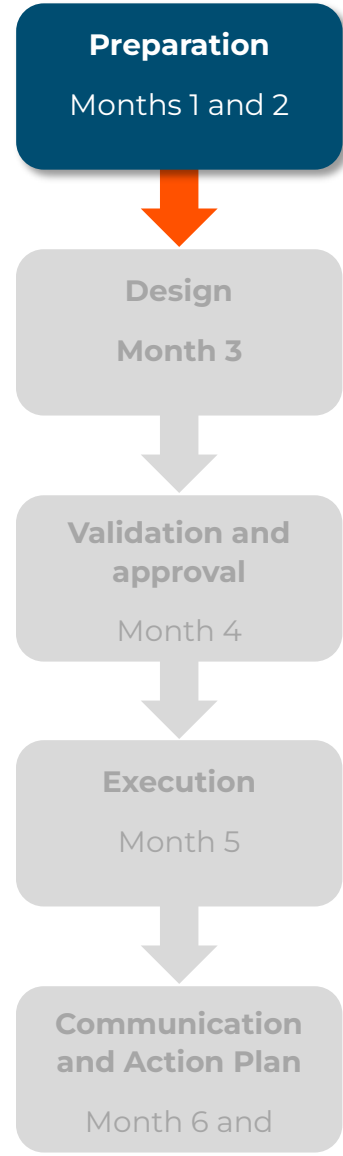 Preparation
Months 1 and 2
Design
Month 3
Validation and
approval
Month 4
Execution
Month 5
Communication
and Action Plan
Month 6 and